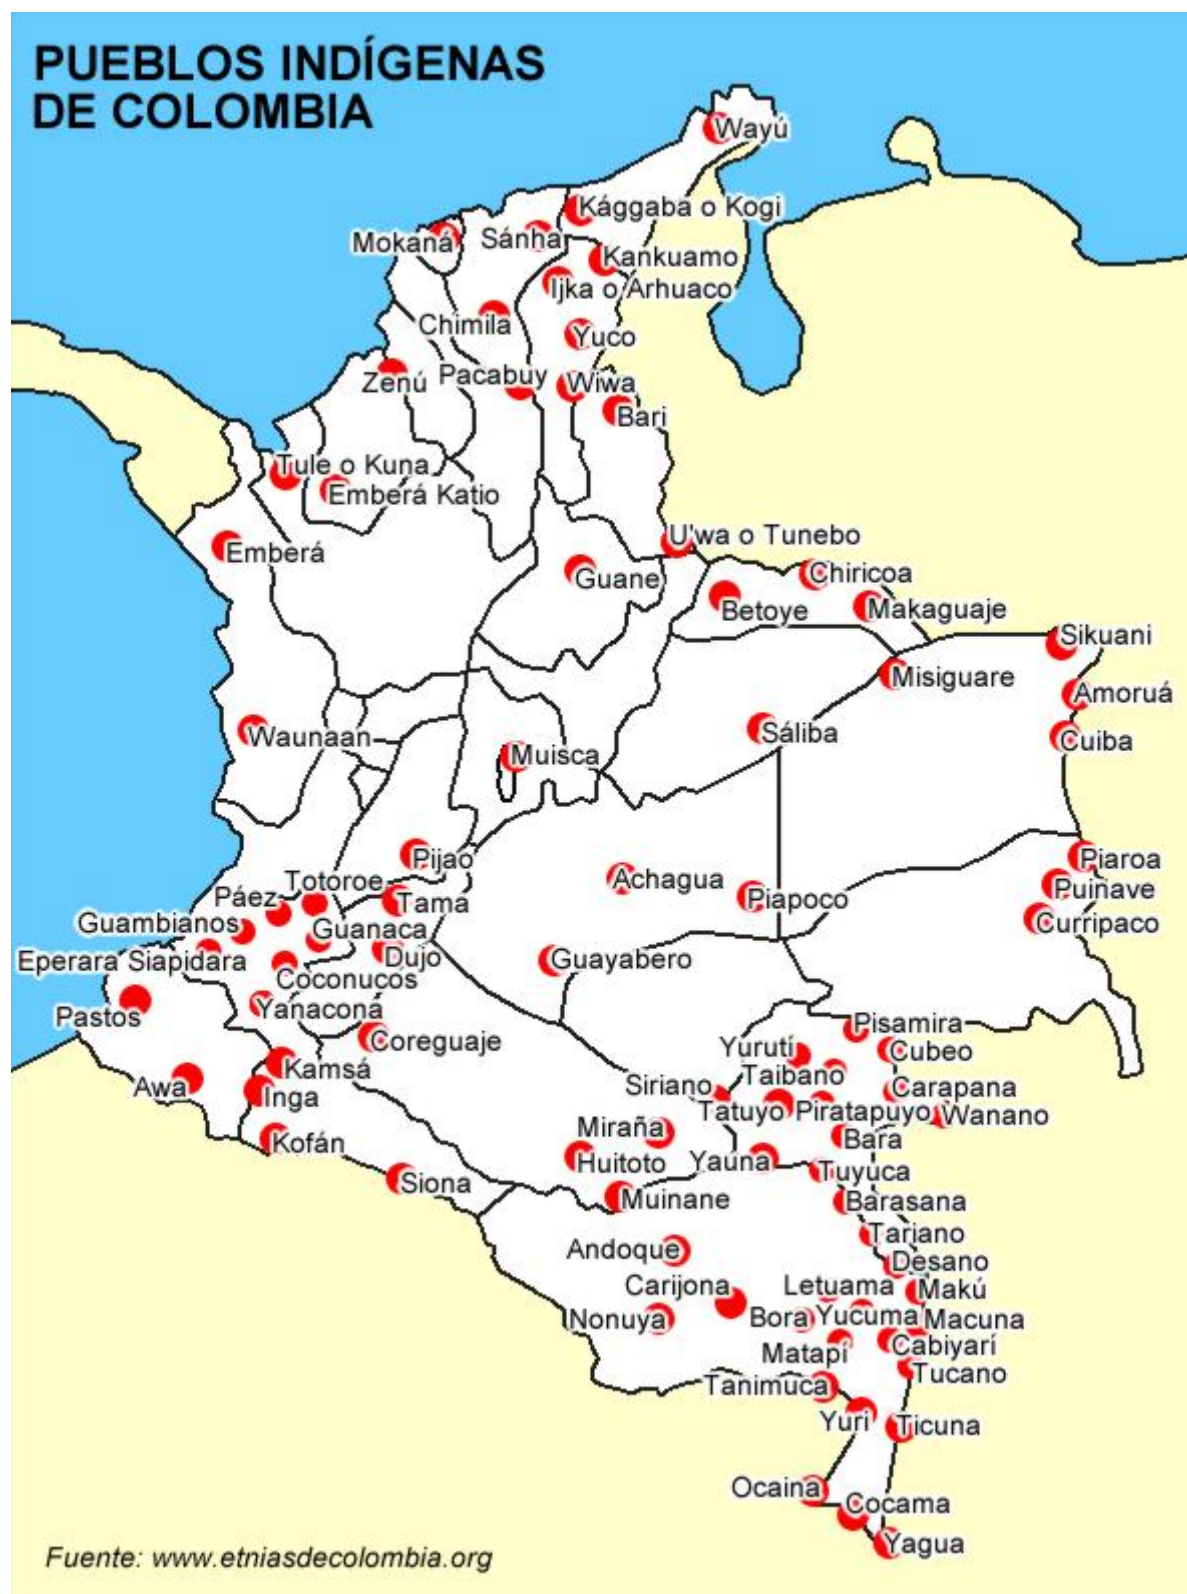 PUEBLOS INDÍGENAS
DE COLOMBIA
Wayú
Kággaba o Kogi
Mokaná
Sánha
Kankuamo
Ijka o Arhuaco
Chimila
Yuco
Zenú
Pacabuy
Wiwa
Bari
Tule o Kuna
Emberá Katio
U'wa o Tunebo
Emberá
Guane
Chiricoa
Betoye
Makaguaje
Sikuani
Misiguare
Amoruá
Waunaan
Sáliba
Cuiba
Muisca
Pijao
Piaroa
Totoroe
Achagua
Puinave
Páez
Tama
Piapoco
Guambianos
Guanaca
Curripaco
Eperara Siapidara
Dujo
Guayabero
Coconucos
Yanacona
Pastos
Pisamira
Coreguaje
Yurutí
Cubeo
Kamsá
Taibano
Awa
Inga
Siriano
Carapana
Tatuyo
Piratapuyo
Wanano
Miraña
Kofán
Bara
Huitoto
Yauna
Tuyuca
Siona
Muinane
Barasana
Tariano
Andoque
Desano
Carijona
Letuama
Makú
Nonuya
Bora
Yucuma
Macuna
Matapí
Cabiyarí
Tanimuca
Tucano
Yuri
Ticuna
Ocaina
Cocama
Yagua
Fuente: www.etniasdecolombia.org